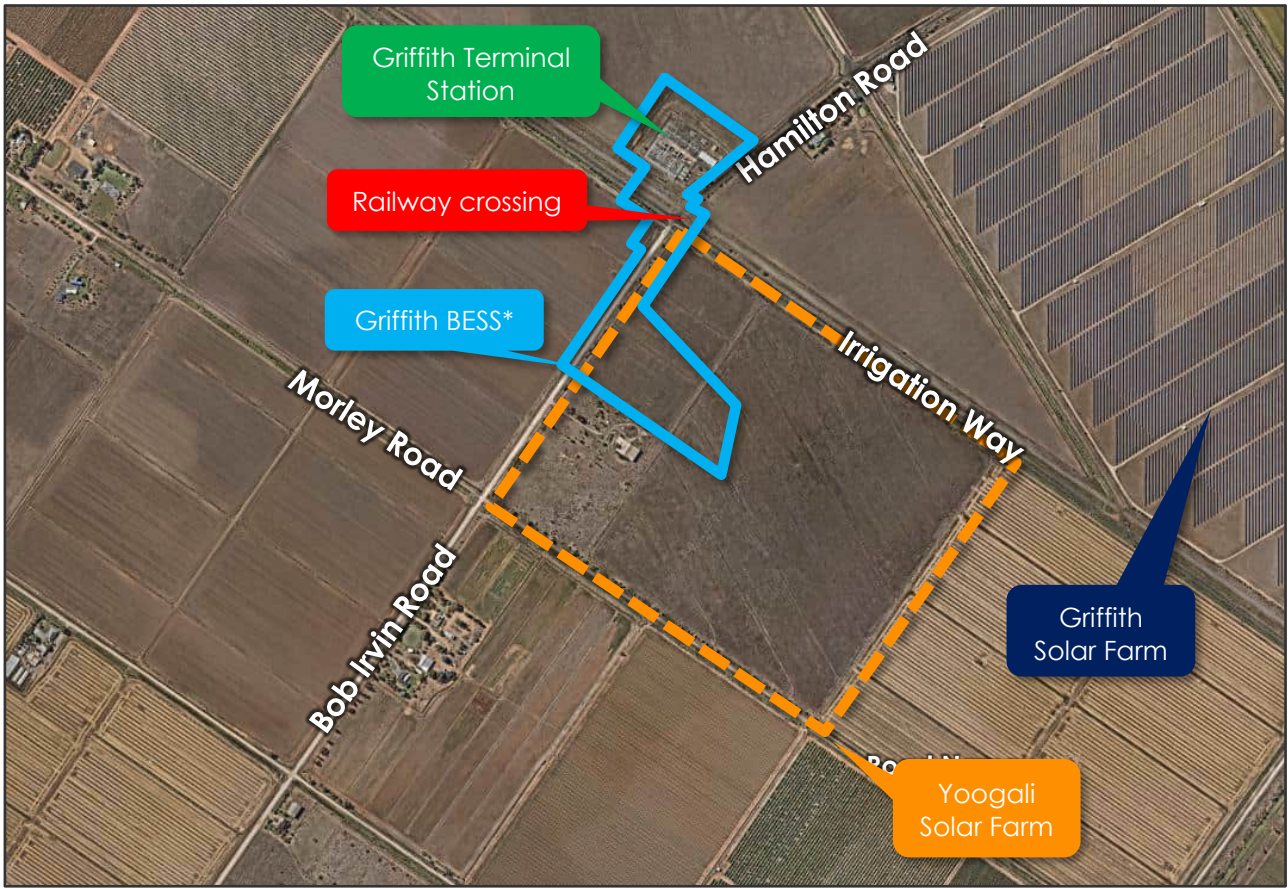 Griffith Terminal
Station
Hamilton Road
Railway crossing
Griffith BESS*
Irrigation Way
Morley Road
Bob Irvin Road
Griffith
Solar Farm
Yoogali
Solar Farm